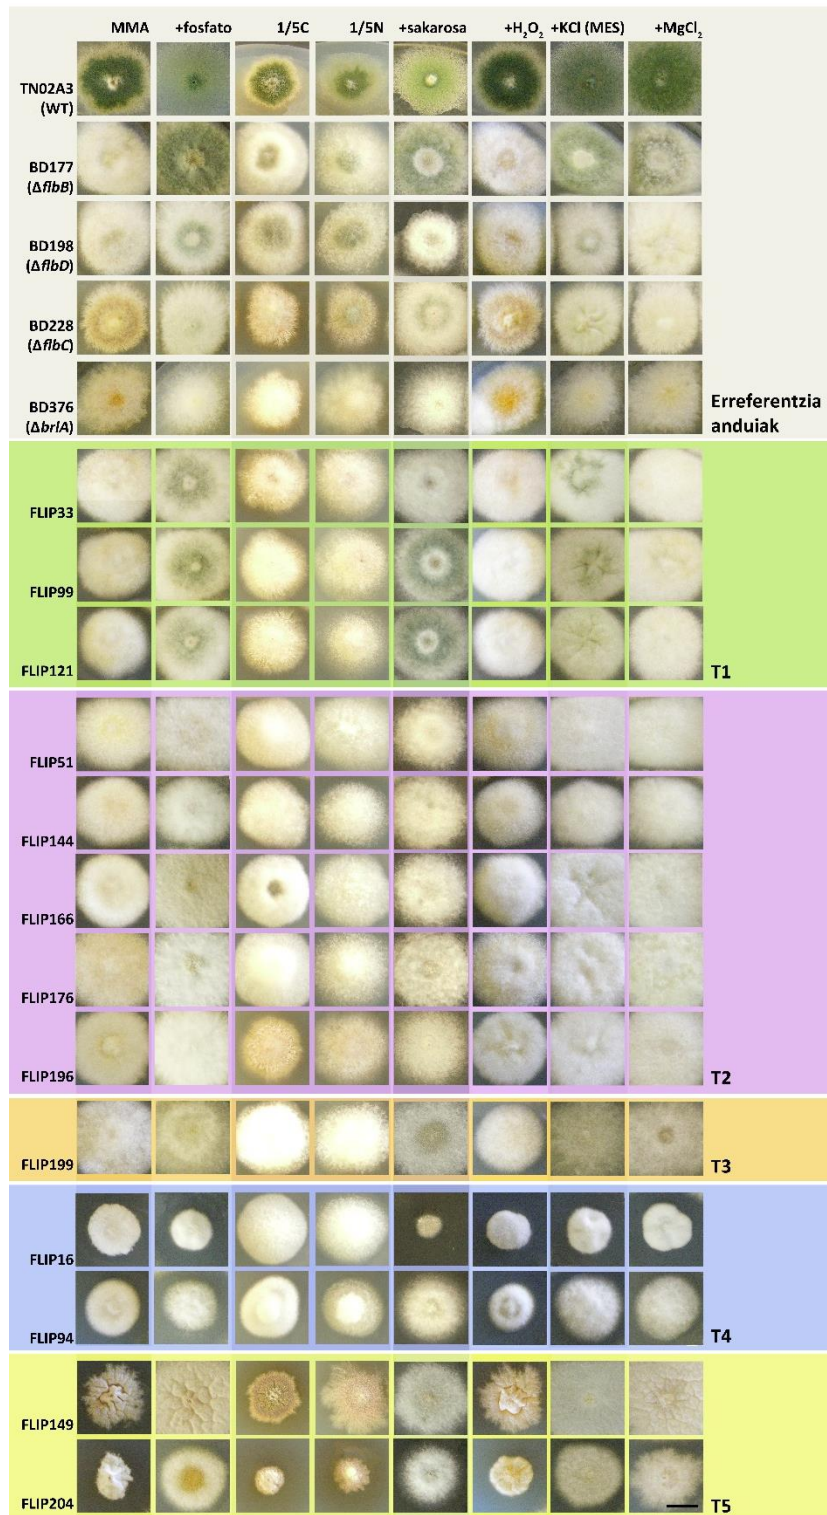 MMA +fosfato 1/5C 1/5N +sakarosa +H₂O₂ +KCl (MES) +MgCl₂
TN02A3
(WT)
BD177
(ΔflbB)
BD198
(ΔflbD)
BD228
(ΔflbC)
BD376
(ΔbrlA)
Erreferentzia
anduiak
FLIP33
FLIP99
FLIP121
T1
FLIP51
FLIP144
FLIP166
FLIP176
FLIP196
T2
FLIP199
T3
FLIP16
FLIP94
T4
FLIP149
FLIP204
T5